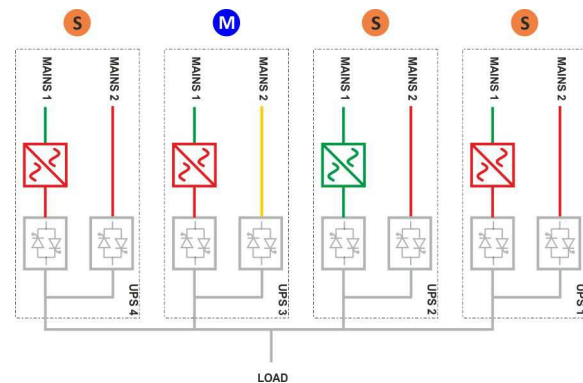 S
M
S
S
MAINS 1
MAINS 2
MAINS 1
MAINS 2
MAINS 1
MAINS 2
MAINS 1
MAINS 2
UPS 4
UPS 3
UPS 2
UPS 1
LOAD